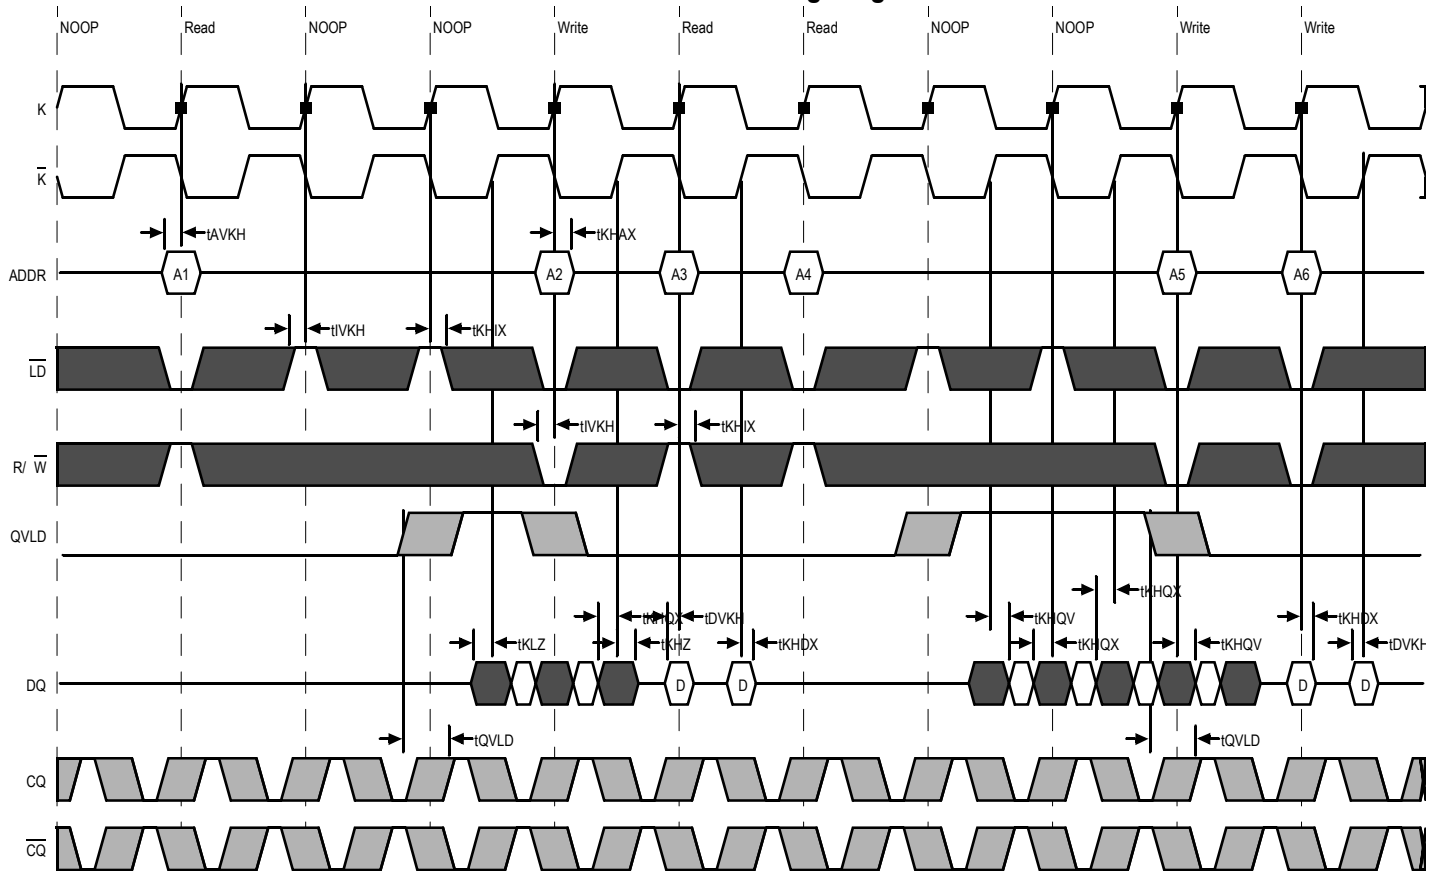 NOOP Read NOOP NOOP Write Read Read NOOP NOOP Write Write
K
K
tAVKH tKHAX
ADDR A1 A2 A3 A4 A5 A6
tIVKH tKHIX
LD
tIVKH tKHIX
R/ W
QVLD
tKHQX
tKHQX tDVKH tKHQV tKHDX
tKLZ tKHZ tKHDX tKHQX tKHQV tDVKH
DQ D D D D
tQVLD tQVLD
CQ
CQ